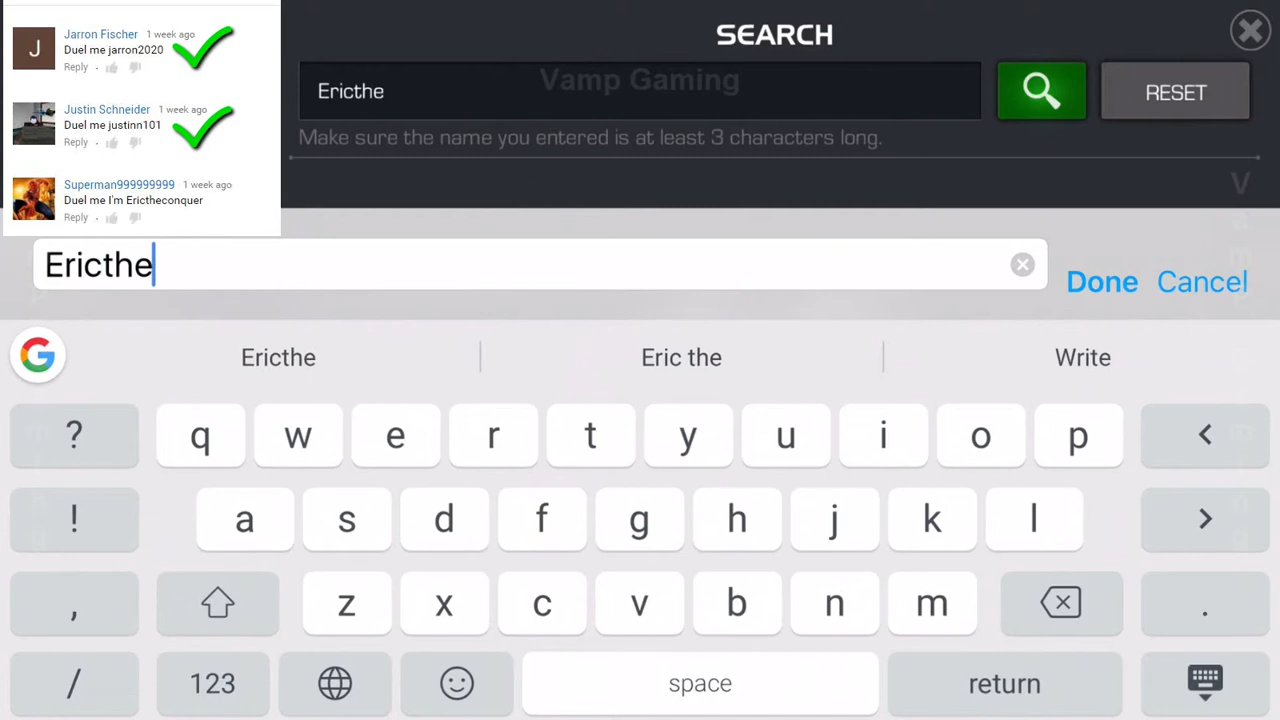 J
Jarron Fischer 1 week ago
Duel me jarron2020
Reply
Justin Schneider 1 week ago
Duel me justinn101
Reply
Superman999999999 1 week ago
Duel me I'm Erictheconquer
Reply
SEARCH
Ericthe
Vamp Gaming
RESET
Make sure the name you entered is at least 3 characters long.
Ericthe
Done Cancel
G Ericthe Eric the Write
? q w e r t y u i o p <
! a s d f g h j k l >
, z x c v b n m .
/ 123 space return